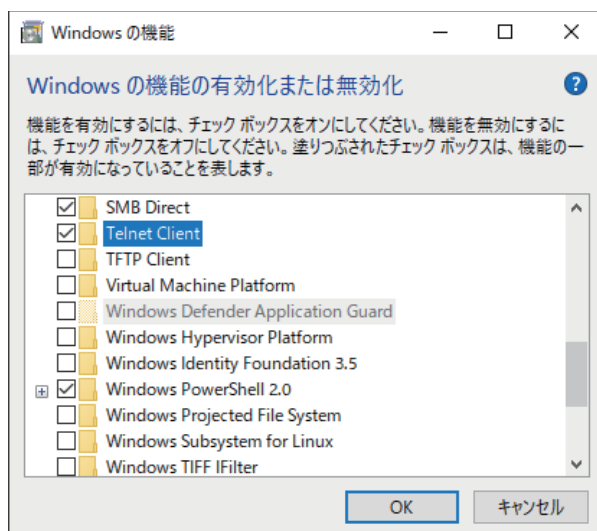 Windows の機能
Windows の機能の有効化または無効化
機能を有効にするには、チェック ボックスをオンにしてください。機能を無効にするに
は、チェック ボックスをオフにしてください。塗りつぶされたチェック ボックスは、機能の一
部が有効になっていることを表します。
SMB Direct
Telnet Client
TFTP Client
Virtual Machine Platform
Windows Defender Application Guard
Windows Hypervisor Platform
Windows Identity Foundation 3.5
Windows PowerShell 2.0
Windows Projected File System
Windows Subsystem for Linux
Windows TIFF IFilter
OK キャンセル